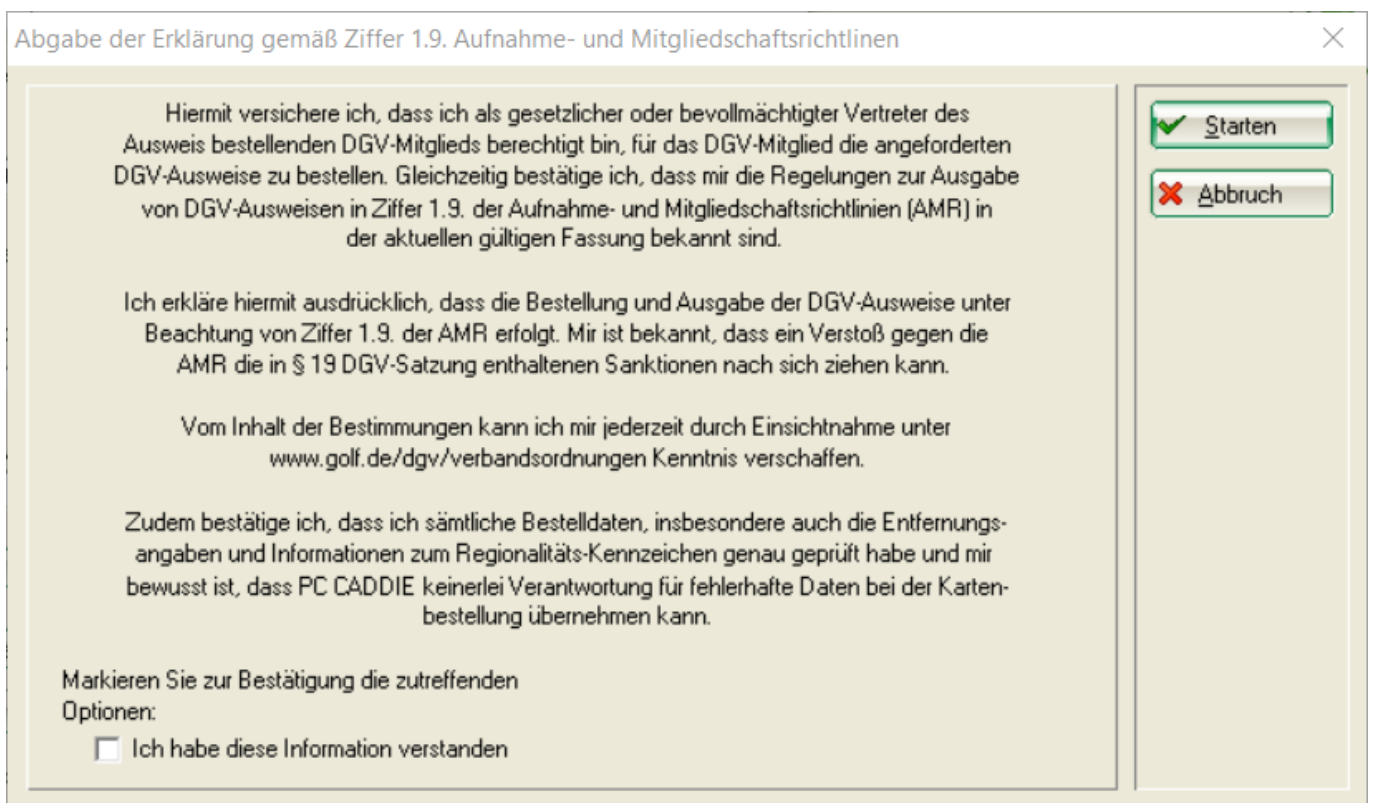 Abgabe der Erklärung gemäß Ziffer 1.9. Aufnahme- und Mitgliedschaftsrichtlinen
Hiermit versichere ich, dass ich als gesetzlicher oder bevollmächtigter Vertreter des
Ausweis bestellenden DGV-Mitglieds berechtigt bin, für das DGV-Mitglied die angeforderten
DGV-Ausweise zu bestellen. Gleichzeitig bestätige ich, dass mir die Regelungen zur Ausgabe
von DGV-Ausweisen in Ziffer 1.9. der Aufnahme- und Mitgliedschaftsrichtlinien (AMR) in
der aktuellen gültigen Fassung bekannt sind.
Ich erkläre hiermit ausdrücklich, dass die Bestellung und Ausgabe der DGV-Ausweise unter
Beachtung von Ziffer 1.9. der AMR erfolgt. Mir ist bekannt, dass ein Verstoß gegen die
AMR die in § 19 DGV-Satzung enthaltenen Sanktionen nach sich ziehen kann.
Vom Inhalt der Bestimmungen kann ich mir jederzeit durch Einsichtnahme unter
www.golf.de/dgv/verbandsordnungen Kenntnis verschaffen.
Zudem bestätige ich, dass ich sämtliche Bestelldaten, insbesondere auch die Entfernungs-
angaben und Informationen zum Regionalitäts-Kennzeichen genau geprüft habe und mir
bewusst ist, dass PC CADDIE keinerlei Verantwortung für fehlerhafte Daten bei der Karten-
bestellung übernehmen kann.
Markieren Sie zur Bestätigung die zutreffenden
Optionen:
Ich habe diese Information verstanden
Starten
Abbruch